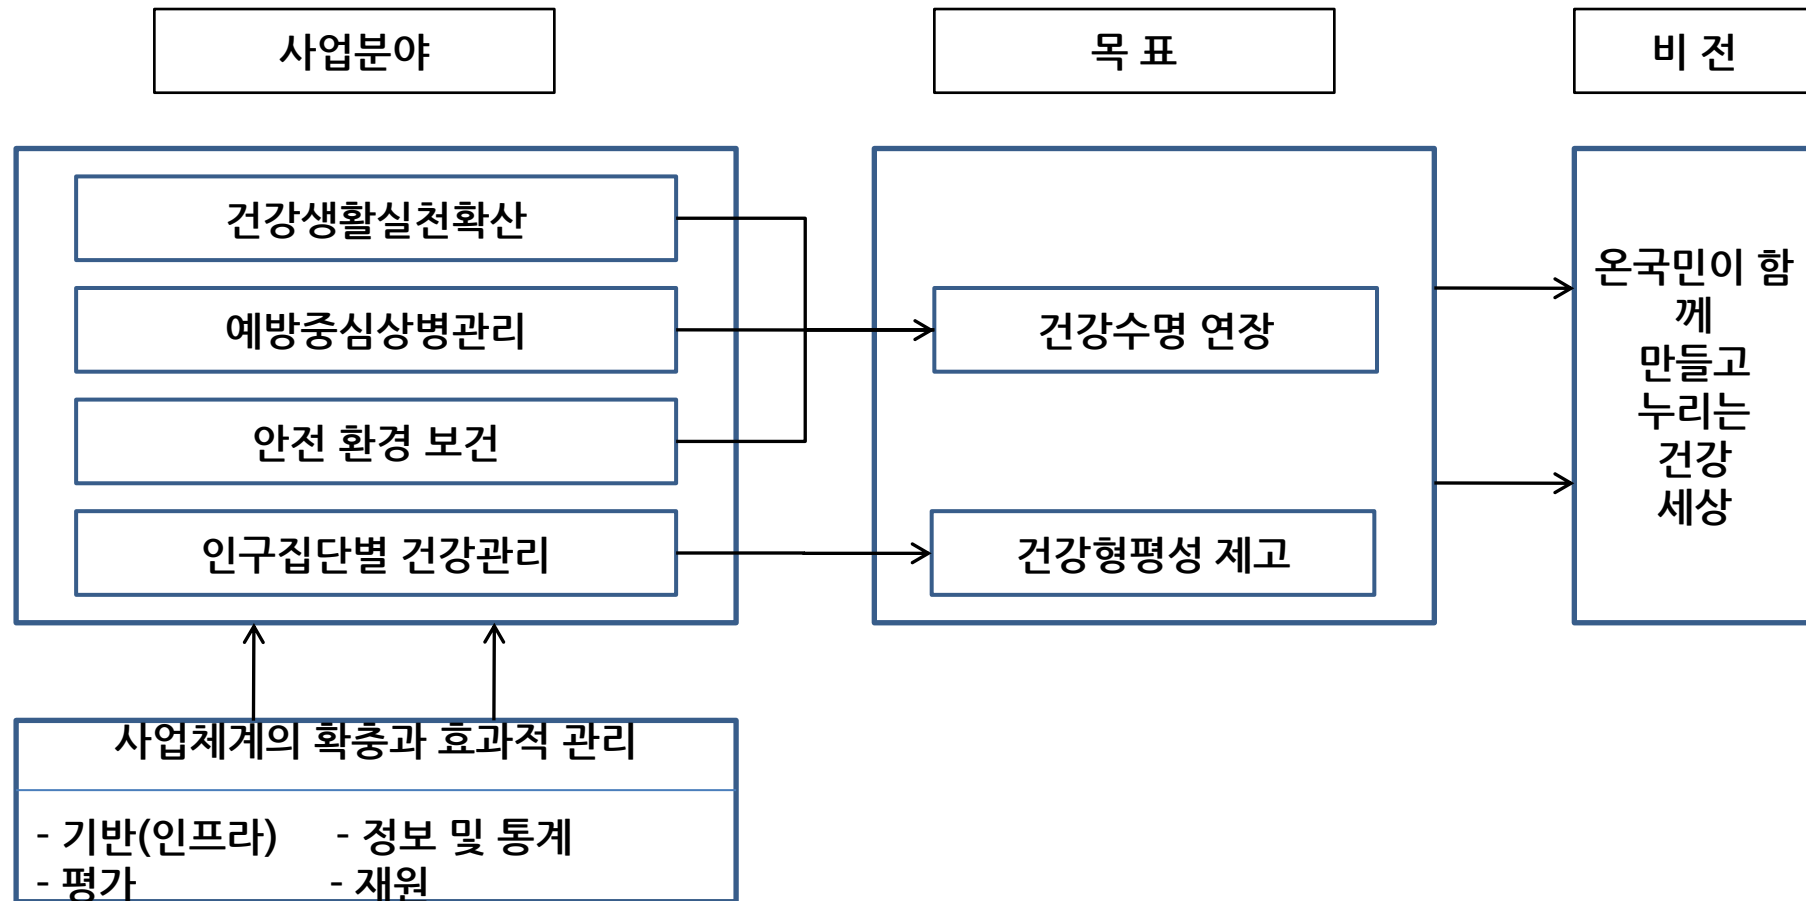 사업분야
목 표
비 전
건강생활실천확산
예방중심상병관리
안전 환경 보건
인구집단별 건강관리
건강수명 연장
건강형평성 제고
온국민이 함
께
만들고
누리는
건강
세상
사업체계의 확충과 효과적 관리
- 기반(인프라) - 정보 및 통계
- 평가 - 재원